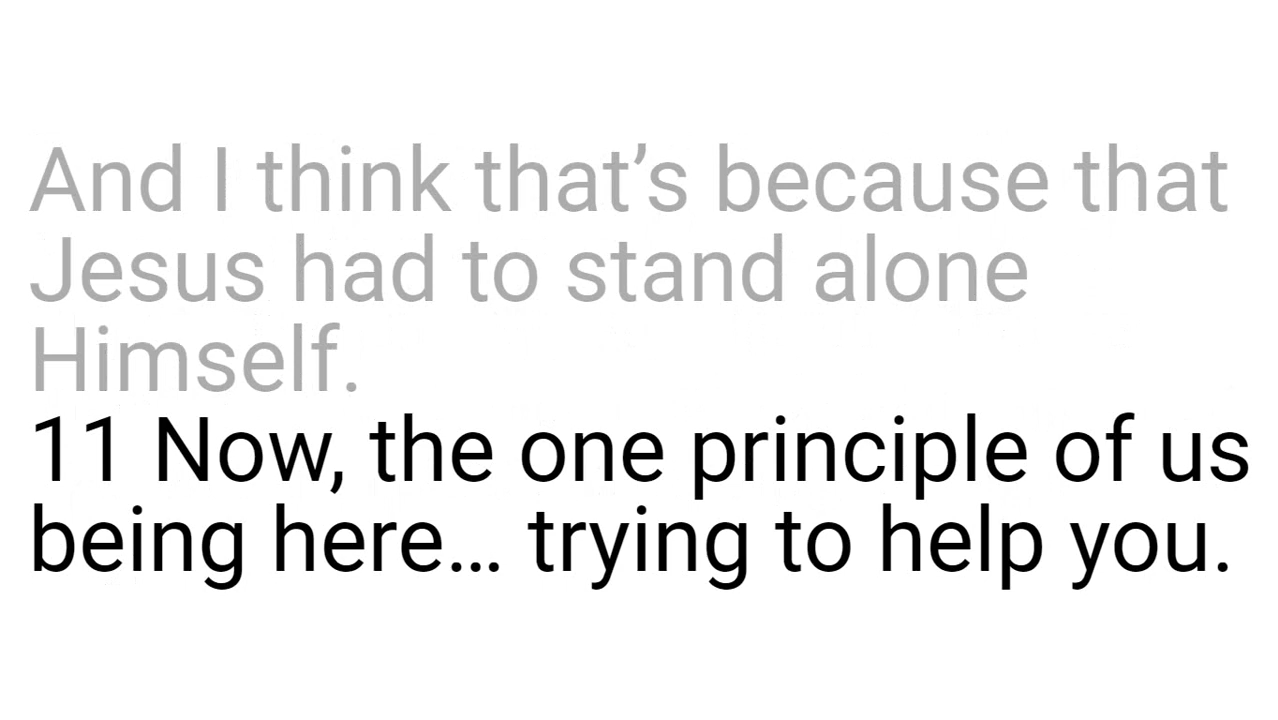 And I think that’s because that
Jesus had to stand alone
Himself.
11 Now, the one principle of us
being here… trying to help you.